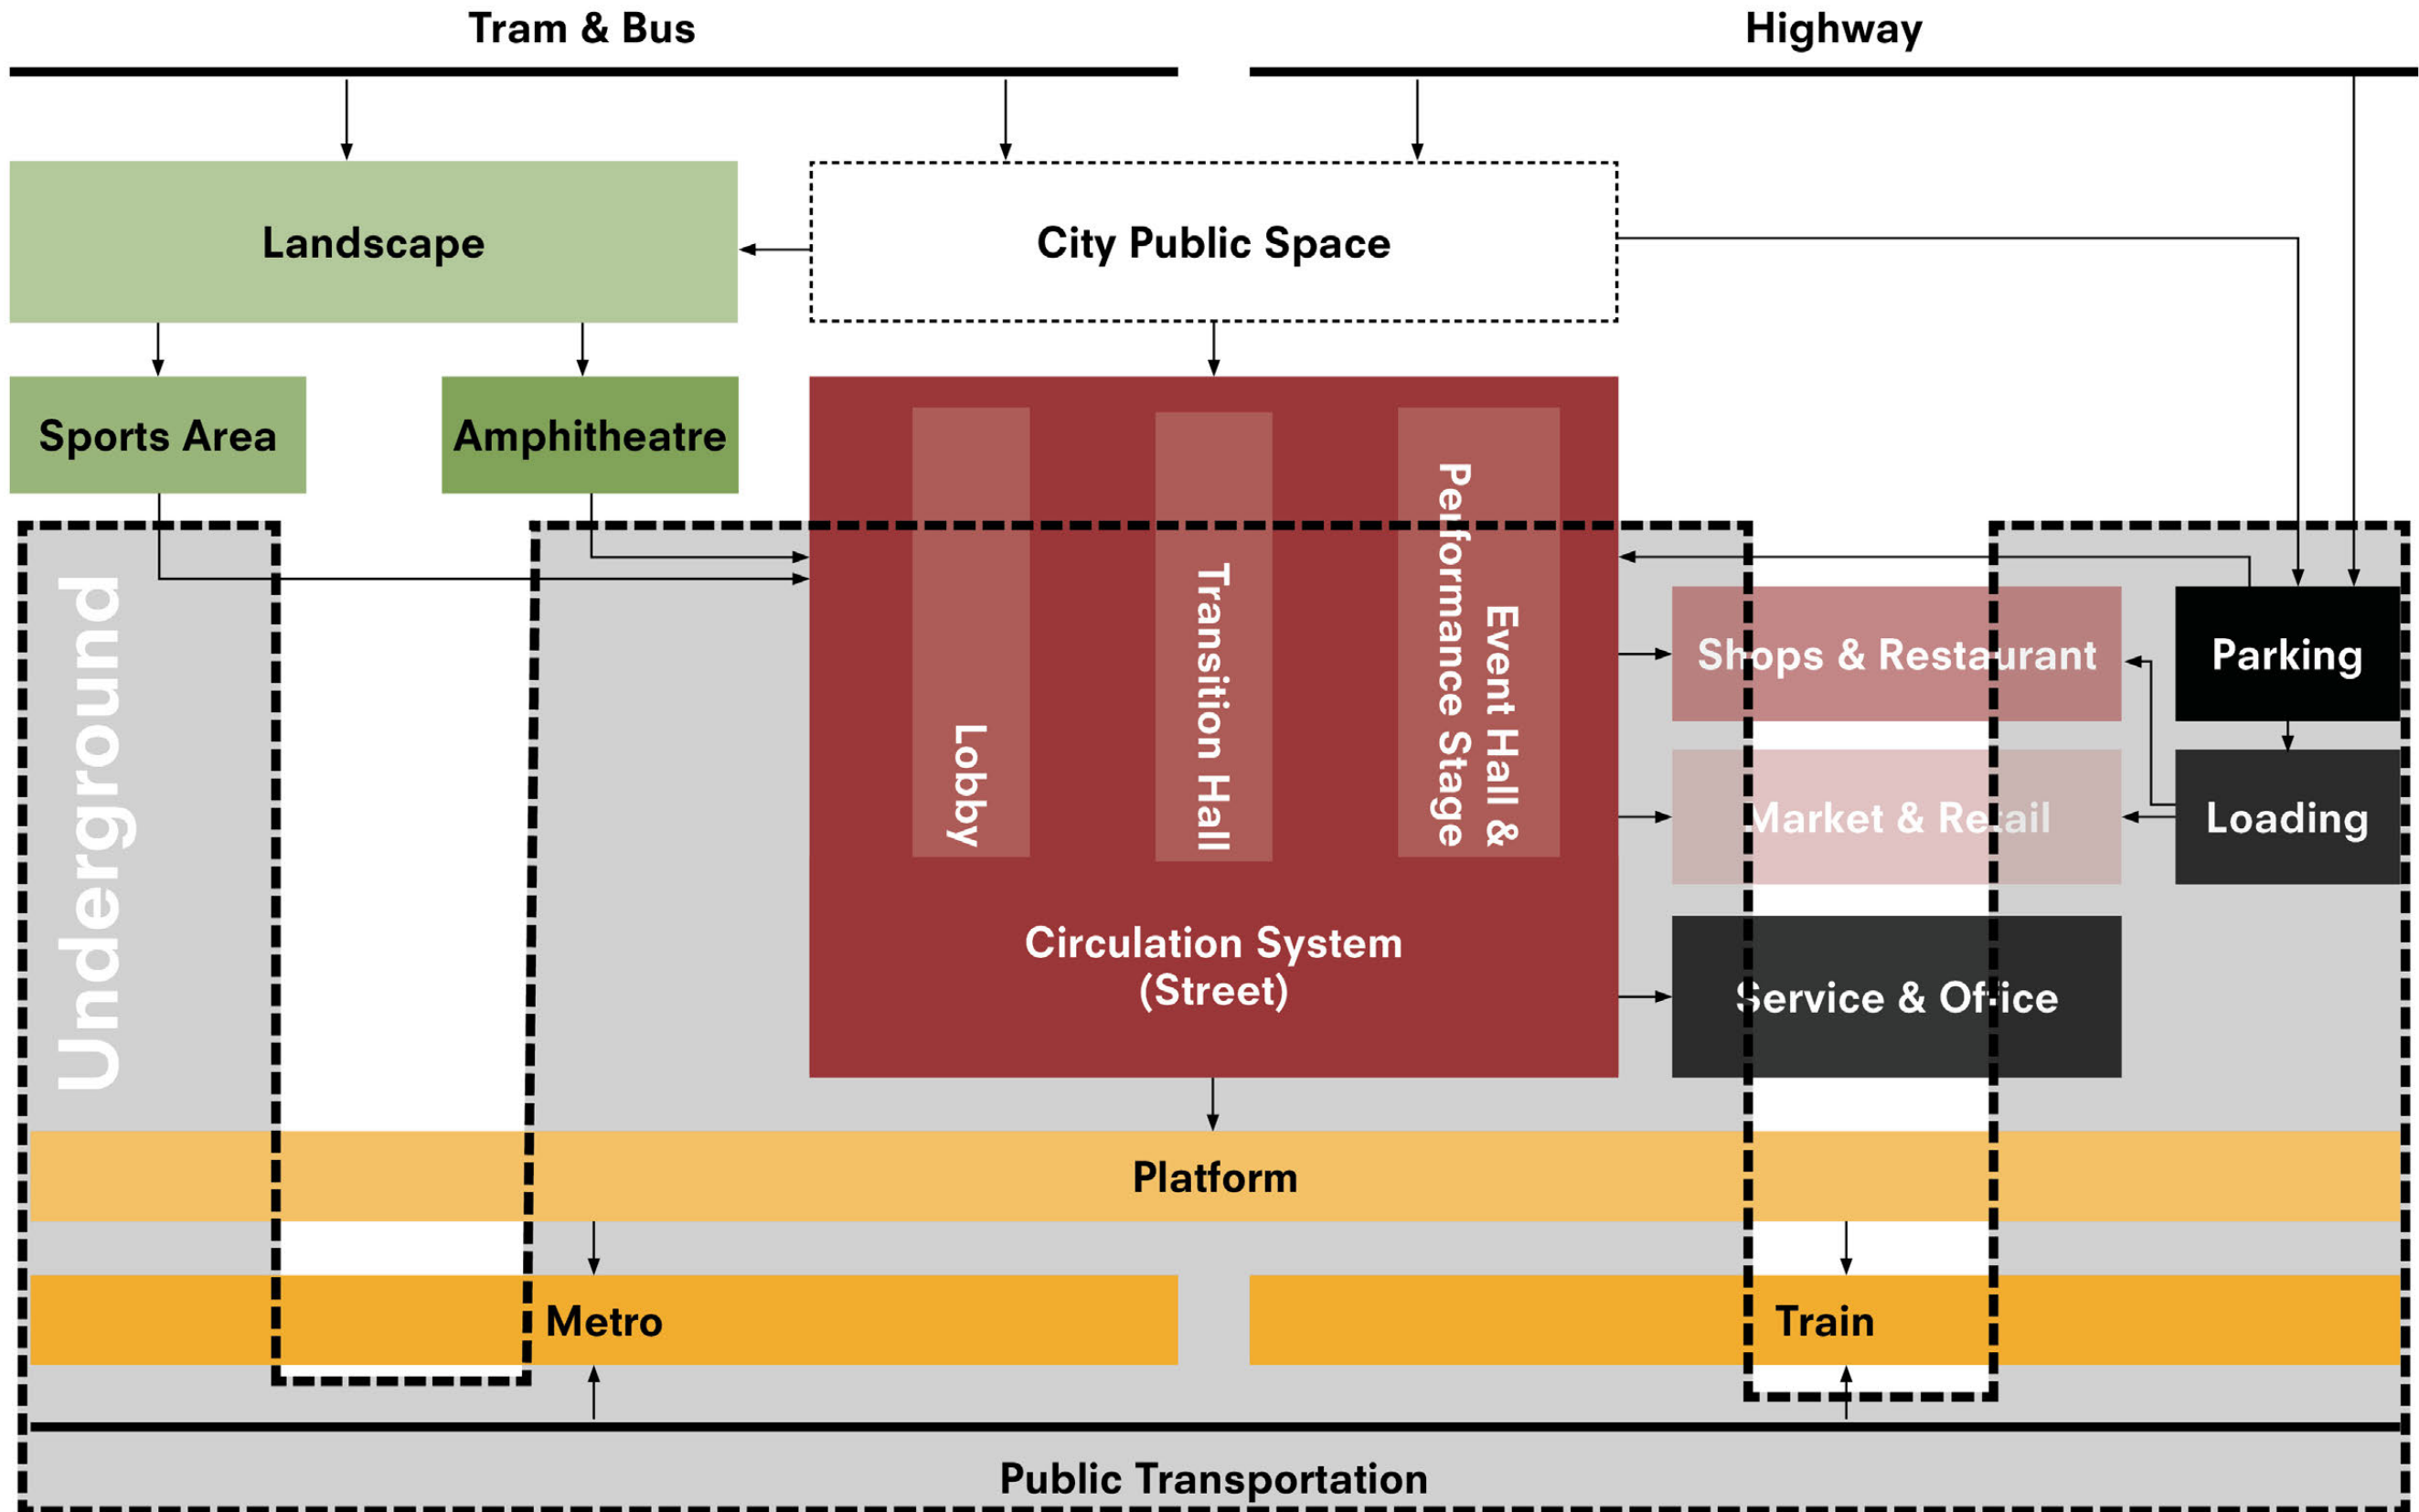 Tram & Bus
Highway
Landscape
City Public Space
Sports Area
Amphitheatre
Underground
Lobby
Transition Hall
Event Hall &
Performance Stage
Circulation System
(Street)
Shops & Restaurant
Parking
Market & Retail
Loading
Service & Office
Platform
Metro
Train
Public Transportation